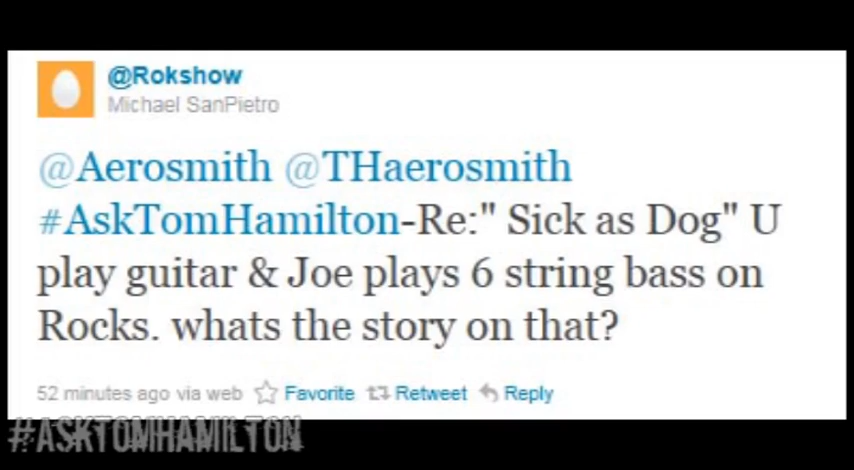 @Rokshow
Michael SanPietro
@Aerosmith @THaerosmith
#AskTomHamilton-Re:" Sick as Dog" U
play guitar & Joe plays 6 string bass on
Rocks. whats the story on that?
52 minutes ago via web Favorite Retweet Reply
#ASKTOMHAMILTON